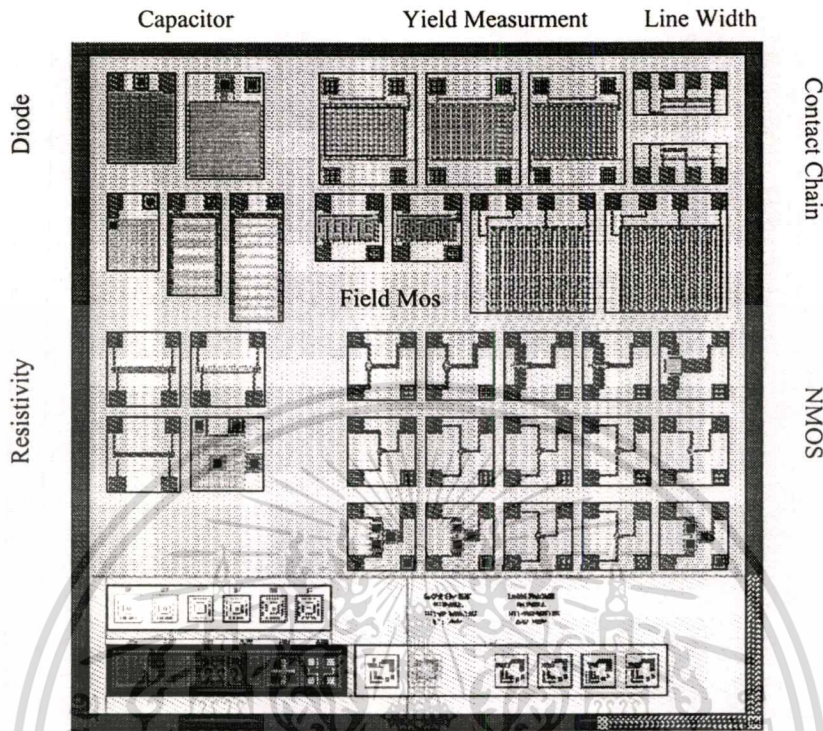 Capacitor Yield Measurment Line Width
Diode
Contact Chain
Field Mos
Resistivity
NMOS